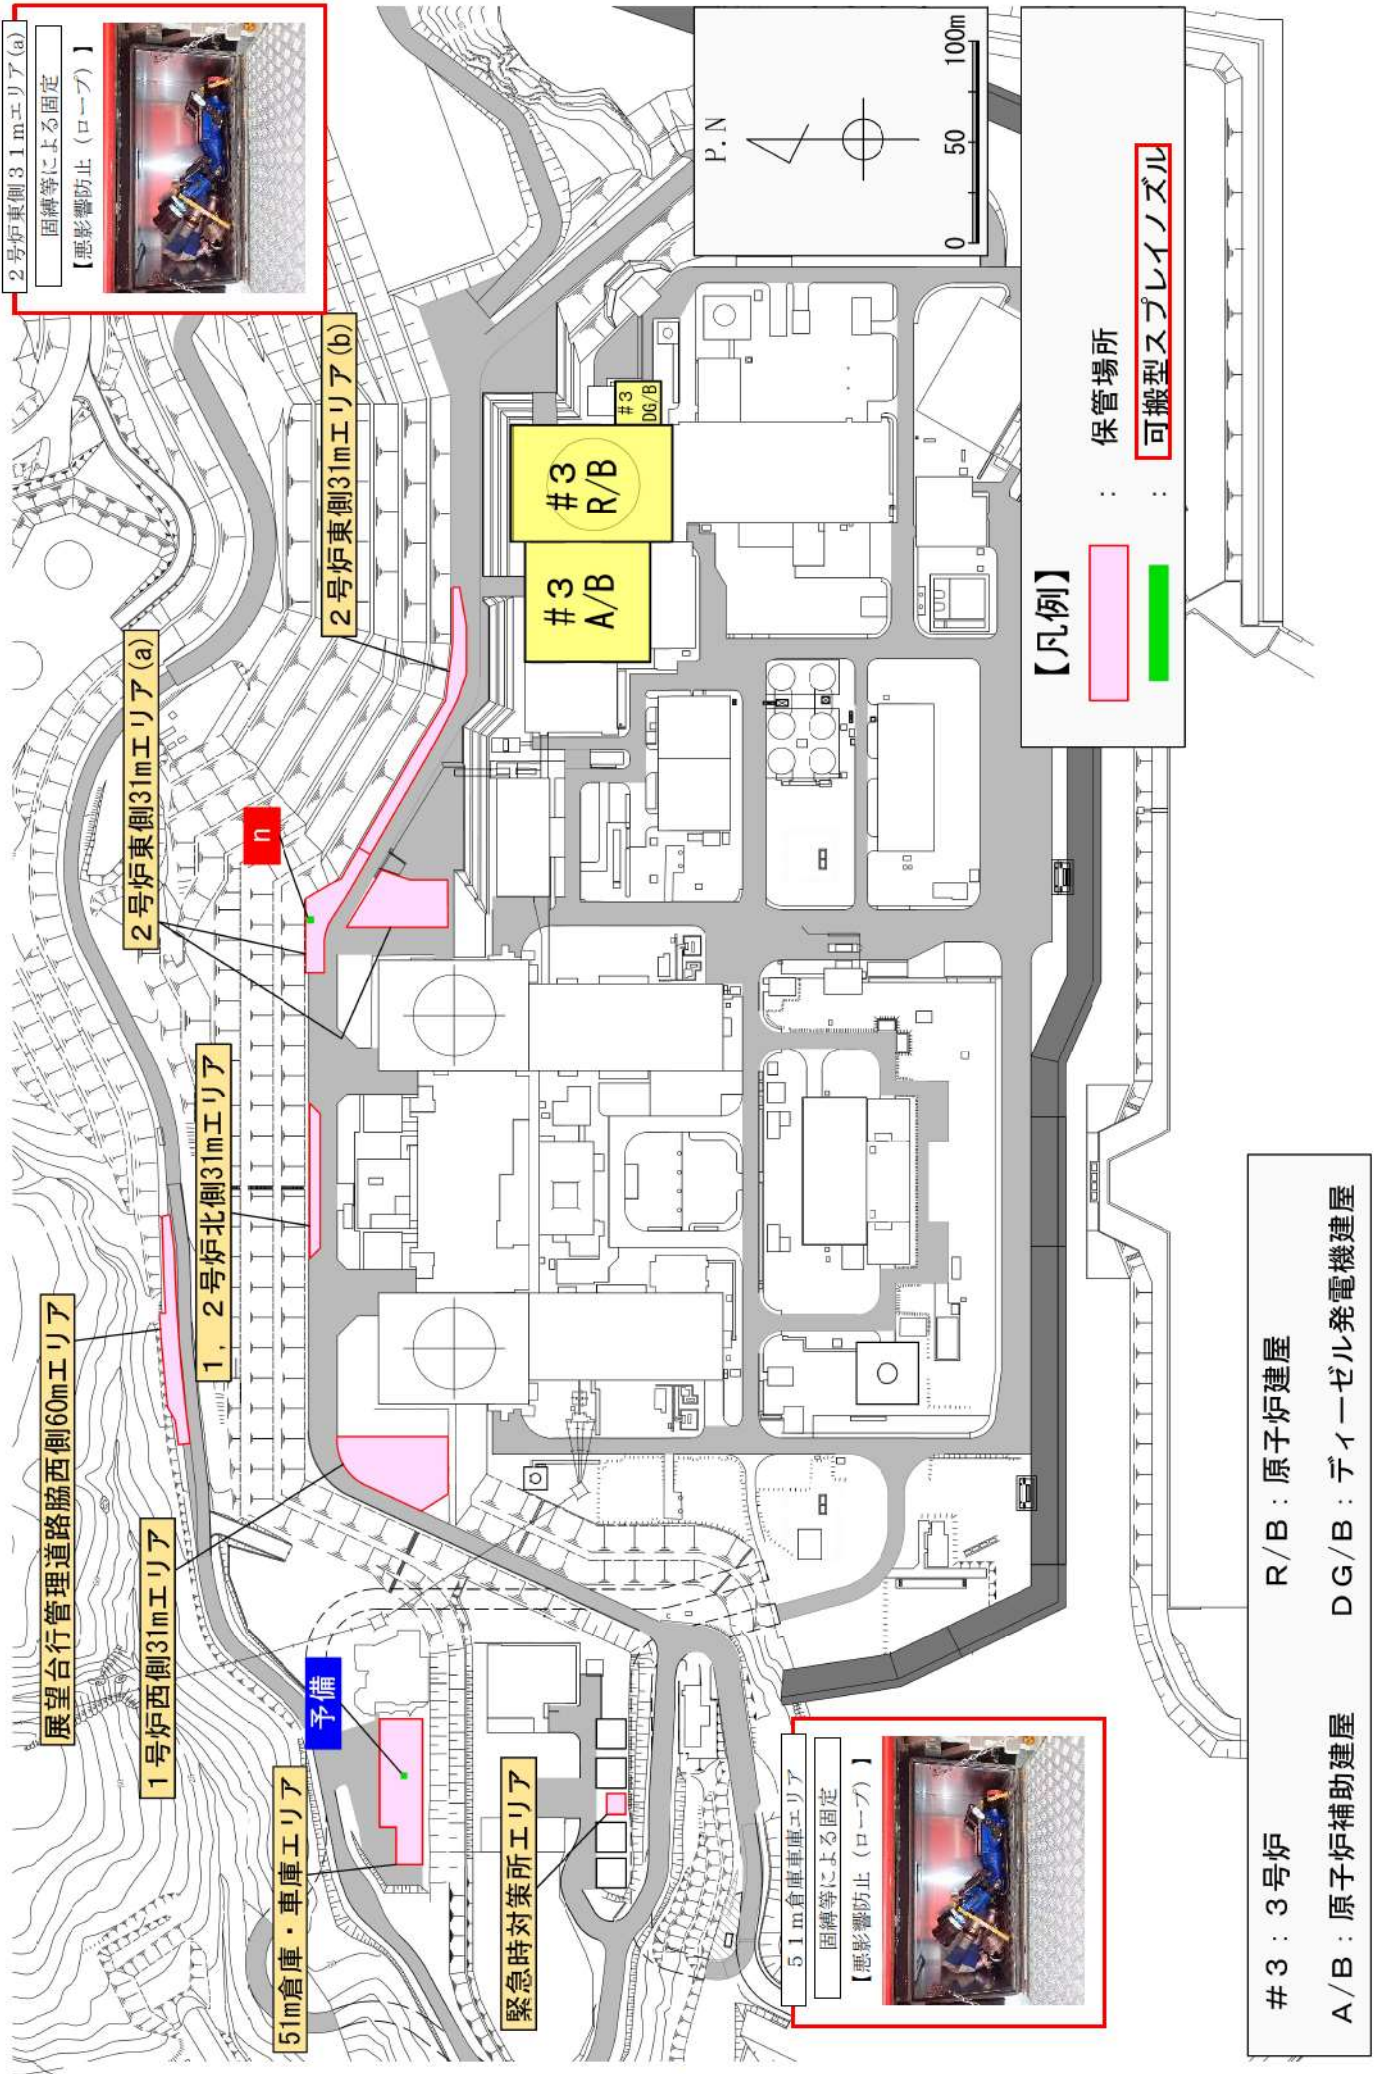 2号炉東側31mエリア(a)
固縛等による固定
【悪影響防止（ロープ）】
展望台行管理道路脇西側60mエリア
1号炉西側31mエリア
1，2号炉北側31mエリア
2号炉東側31mエリア(a)
2号炉東側31mエリア(b)
n
予備
51m倉庫・車庫エリア
緊急時対策所エリア
#3
A/B
#3
R/B
#3
DG/B
P.N
0 50 100m
51m倉庫車庫エリア
固縛等による固定
【悪影響防止（ロープ）】
【凡例】
： 保管場所
： 可搬型スプレイノズル
#3：3号炉 R/B：原子炉建屋
A/B：原子炉補助建屋 DG/B：ディーゼル発電機建屋